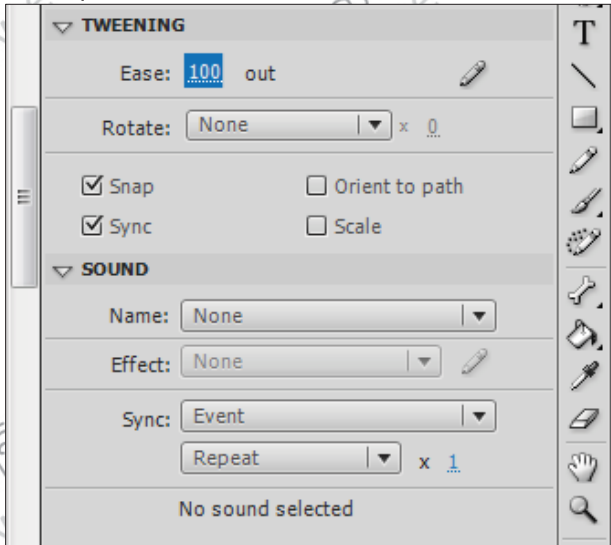 TWEENING
Ease: 100 out
Rotate: None x 0
Snap Orient to path
Sync Scale
SOUND
Name: None
Effect: None
Sync: Event
Repeat x 1
No sound selected
T